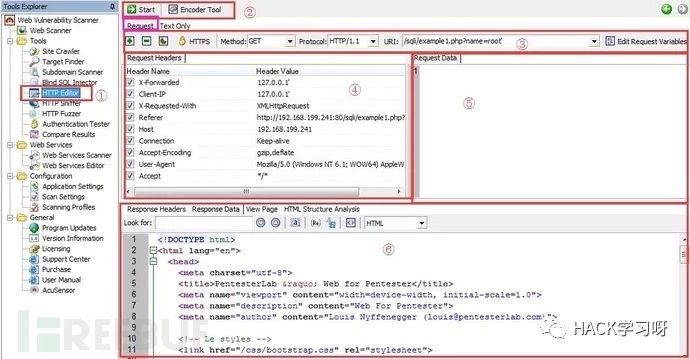 Tools Explorer
Web Vulnerability Scanner
Tools
Site Crawler
Target Finder
Subdomain Scanner
Blind SQL Injector
HTTP Editor
①
HTTP Sniffer
HTTP Fuzzer
Authentication Tester
Compare Results
Web Services
Web Services Scanner
Web Services Editor
Configuration
Application Settings
Scan Settings
Scanning Profiles
General
Program Updates
Version Information
Licensing
Support Center
Purchase
User Manual
AcuSensor
Start Encoder Tool ②
Request Text Only
HTTPS Method: GET Protocol: HTTP/1.1 URI: /sql/example1.php?name=root' ③ Edit Request Variables
Request Headers
Header Name Header Value
X-Forwarded 127.0.0.1'
Client-IP 127.0.0.1'
④
X-Requested-With XMLHttpRequest
Referer http://192.168.199.241:80/sql/example1.php?
Host 192.168.199.241
Connection Keep-alive
Accept-Encoding gzip,deflate
User-Agent Mozilla/5.0 (Windows NT 6.1; WOW64) AppleW
Accept */*
Request Data
1
⑤
Response Headers Response Data View Page HTML Structure Analysis
Look for: HTML
⑥
1 <!DOCTYPE html>
2 <html lang="en">
3 <head>
4 <meta charset="utf-8">
5 <title>PentesterLab &raquo; Web for Pentester</title>
6 <meta name="viewport" content="width=device-width, initial-scale=1.0">
7 <meta name="description" content="Web For Pentester">
8 <meta name="author" content="Louis Nyffenegger (louis@pentesterlab.com)">
9
10 <!-- Le styles -->
11 <link href="/css/bootstrap.css" rel="stylesheet">
FREEBUF
HACK学习呀